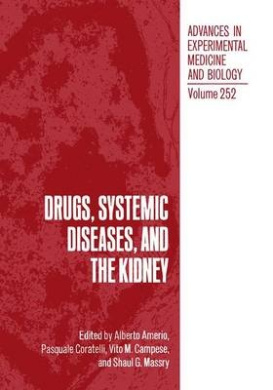 ADVANCES IN
EXPERIMENTAL
MEDICINE
AND BIOLOGY
Volume 252
DRUGS, SYSTEMIC
DISEASES, AND
THE KIDNEY
Edited by Alberto Amerio,
Pasquale Coratelli, Vito M. Campese,
and Shaul G. Massry